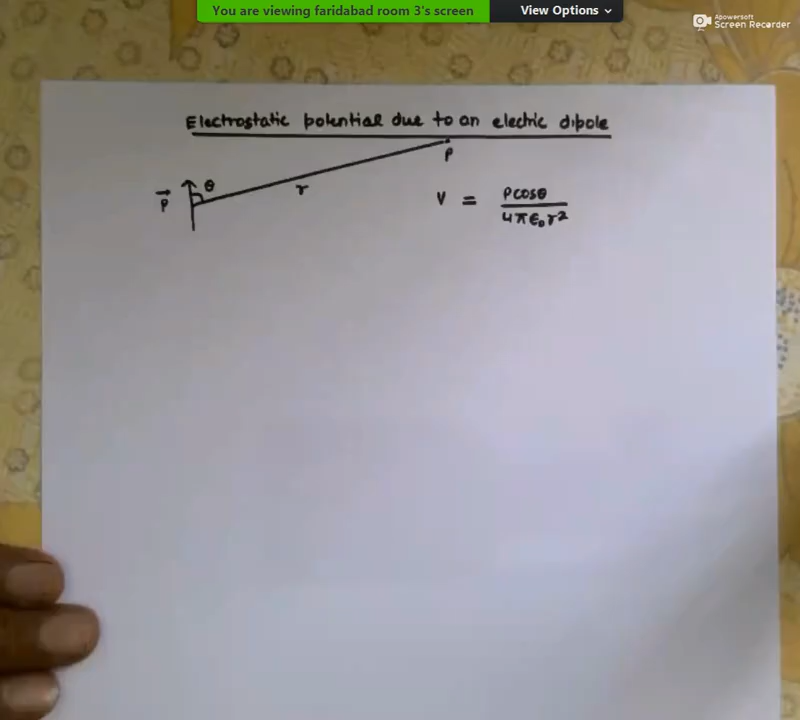 You are viewing faridabad room 3's screen
View Options
Apowersoft
Screen Recorder
Electrostatic potential due to an electric dipole
P
θ
r
p⃗
V = pcosθ / 4πϵ₀r²